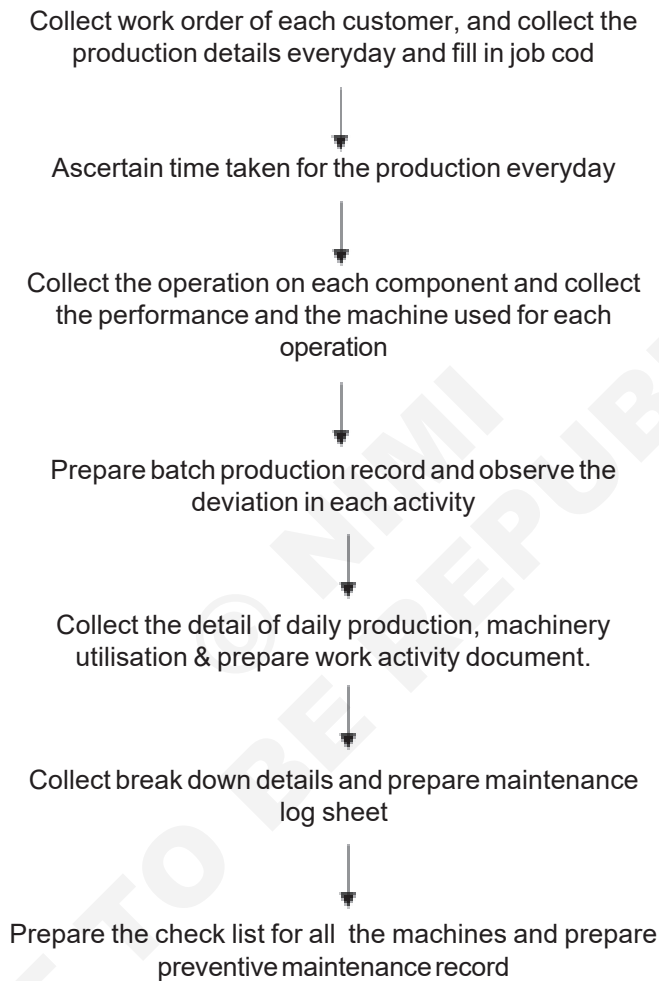 Collect work order of each customer, and collect the
production details everyday and fill in job cod
Ascertain time taken for the production everyday
Collect the operation on each component and collect
the performance and the machine used for each
operation
Prepare batch production record and observe the
deviation in each activity
Collect the detail of daily production, machinery
utilisation & prepare work activity document.
Collect break down details and prepare maintenance
log sheet
Prepare the check list for all the machines and prepare
preventive maintenance record
© NIMI
TO BE REPUB